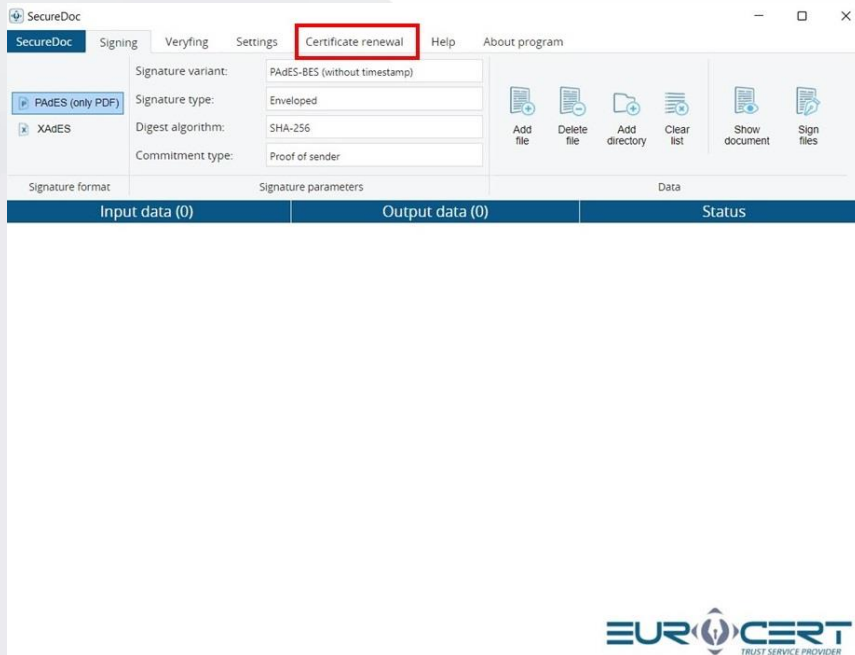 SecureDoc
SecureDoc Signing Veryfing Settings Certificate renewal Help About program
PAdES (only PDF)
XAdES
Signature format
Signature variant: PAdES-BES (without timestamp)
Signature type: Enveloped
Digest algorithm: SHA-256
Commitment type: Proof of sender
Signature parameters
Add file
Delete file
Add directory
Clear list
Show document
Sign files
Data
Input data (0) Output data (0) Status
EUROCERT
TRUST SERVICE PROVIDER